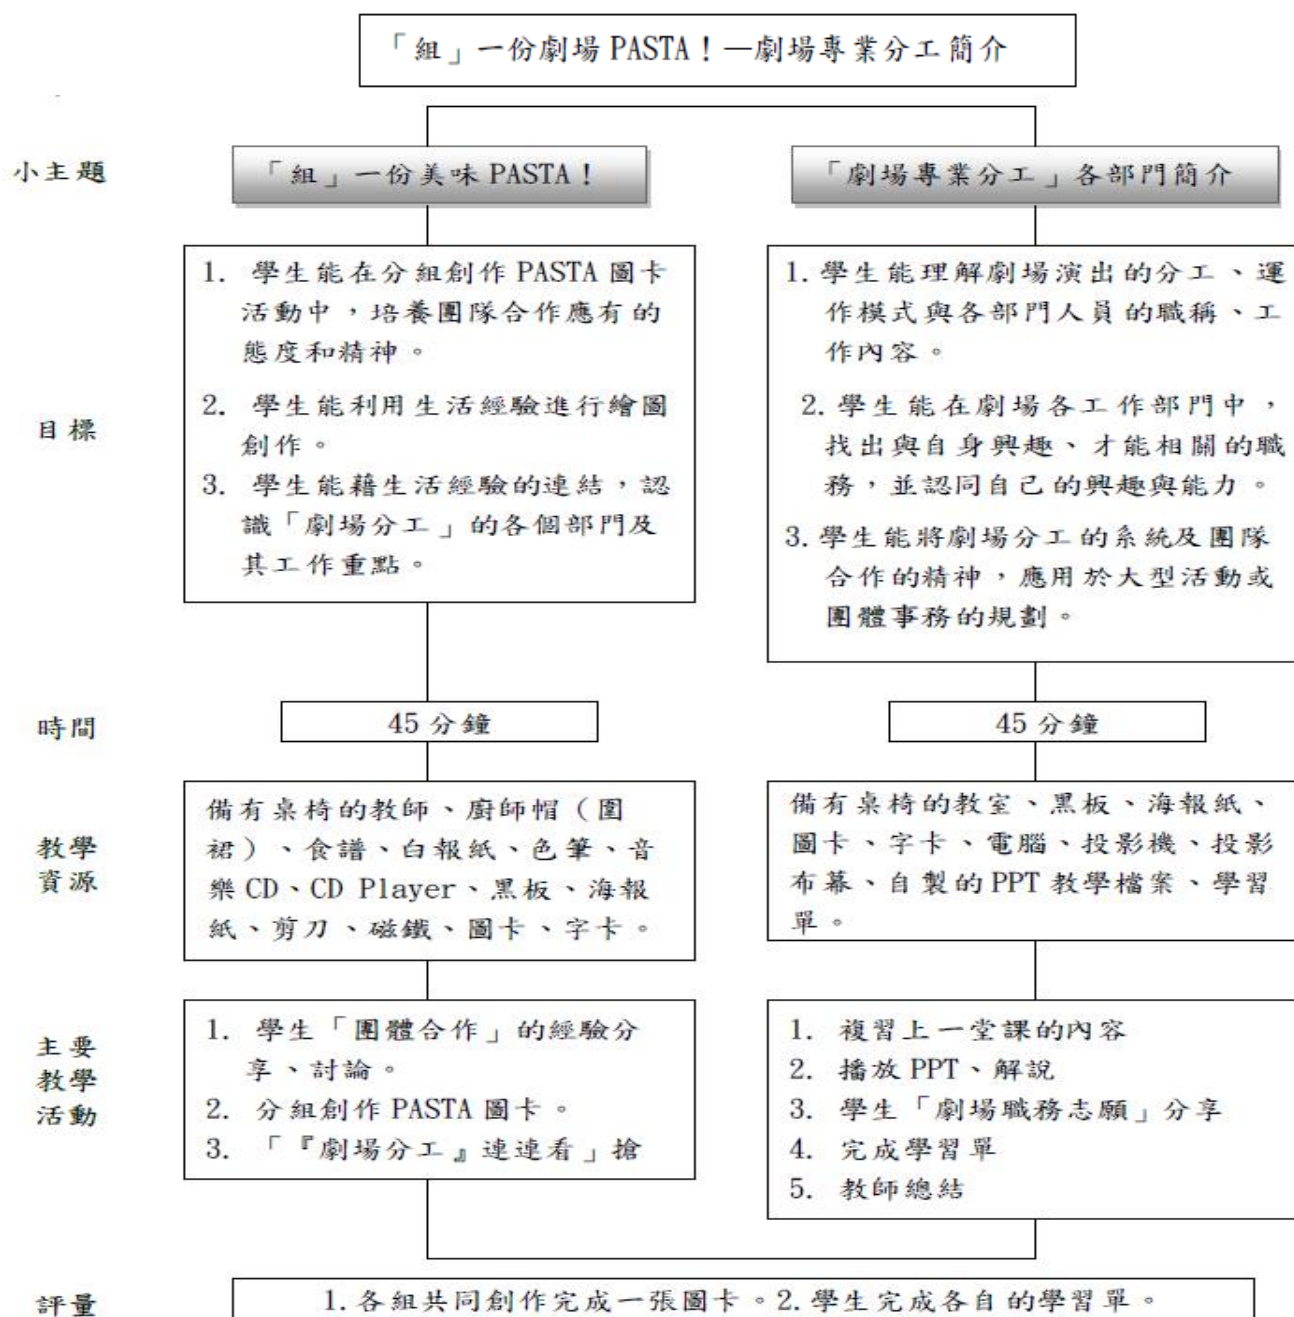 「組」一份劇場 PASTA！—劇場專業分工簡介
小主題
「組」一份美味 PASTA！
「劇場專業分工」各部門簡介
目標
1. 學生能在分組創作 PASTA 圖卡
活動中，培養團隊合作應有的
態度和精神。
2. 學生能利用生活經驗進行繪圖
創作。
3. 學生能藉生活經驗的連結，認
識「劇場分工」的各個部門及
其工作重點。
1. 學生能理解劇場演出的分工、運
作模式與各部門人員的職稱、工
作內容。
2. 學生能在劇場各工作部門中，
找出與自身興趣、才能相關的職
務，並認同自己的興趣與能力。
3. 學生能將劇場分工的系統及團隊
合作的精神，應用於大型活動或
團體事務的規劃。
時間
45 分鐘
45 分鐘
教學
資源
備有桌椅的教師、廚師帽（圍
裙）、食譜、白報紙、色筆、音
樂 CD、CD Player、黑板、海報
紙、剪刀、磁鐵、圖卡、字卡。
備有桌椅的教室、黑板、海報紙、
圖卡、字卡、電腦、投影機、投影
布幕、自製的 PPT 教學檔案、學習
單。
主要
教學
活動
1. 學生「團體合作」的經驗分
享、討論。
2. 分組創作 PASTA 圖卡。
3. 「『劇場分工』連連看」搶
1. 複習上一堂課的內容
2. 播放 PPT、解說
3. 學生「劇場職務志願」分享
4. 完成學習單
5. 教師總結
評量
1. 各組共同創作完成一張圖卡。2. 學生完成各自的學習單。